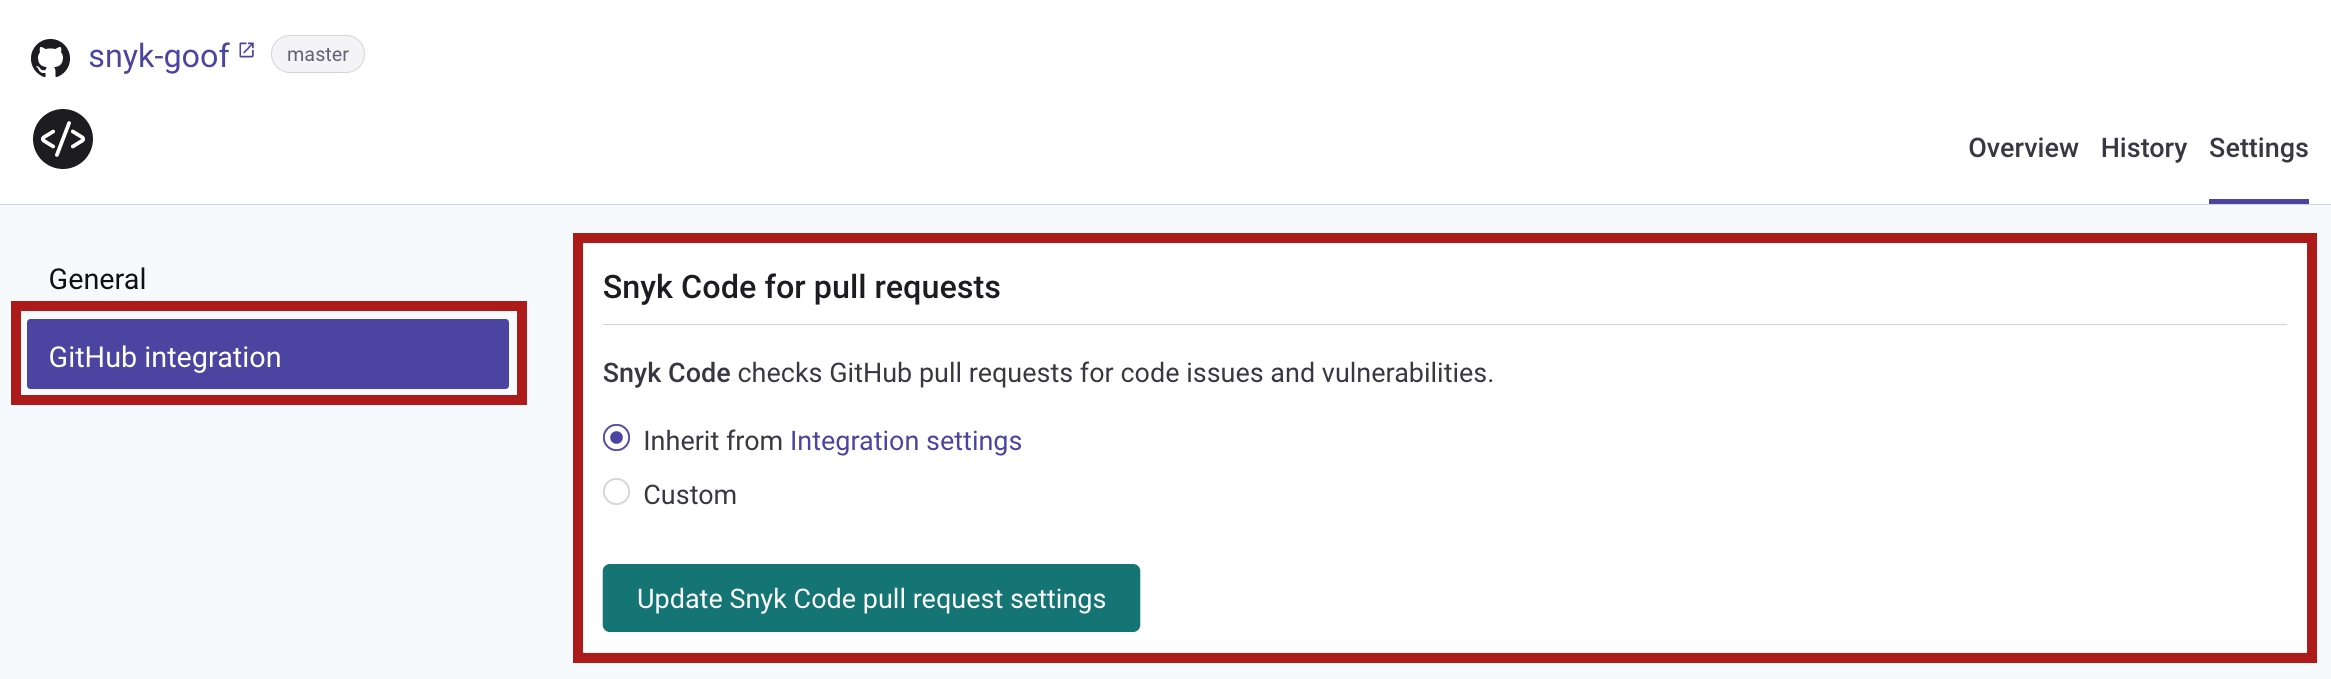 snyk-goof master
</>
Overview History Settings
General
GitHub integration
Snyk Code for pull requests
Snyk Code checks GitHub pull requests for code issues and vulnerabilities.
Inherit from Integration settings
Custom
Update Snyk Code pull request settings